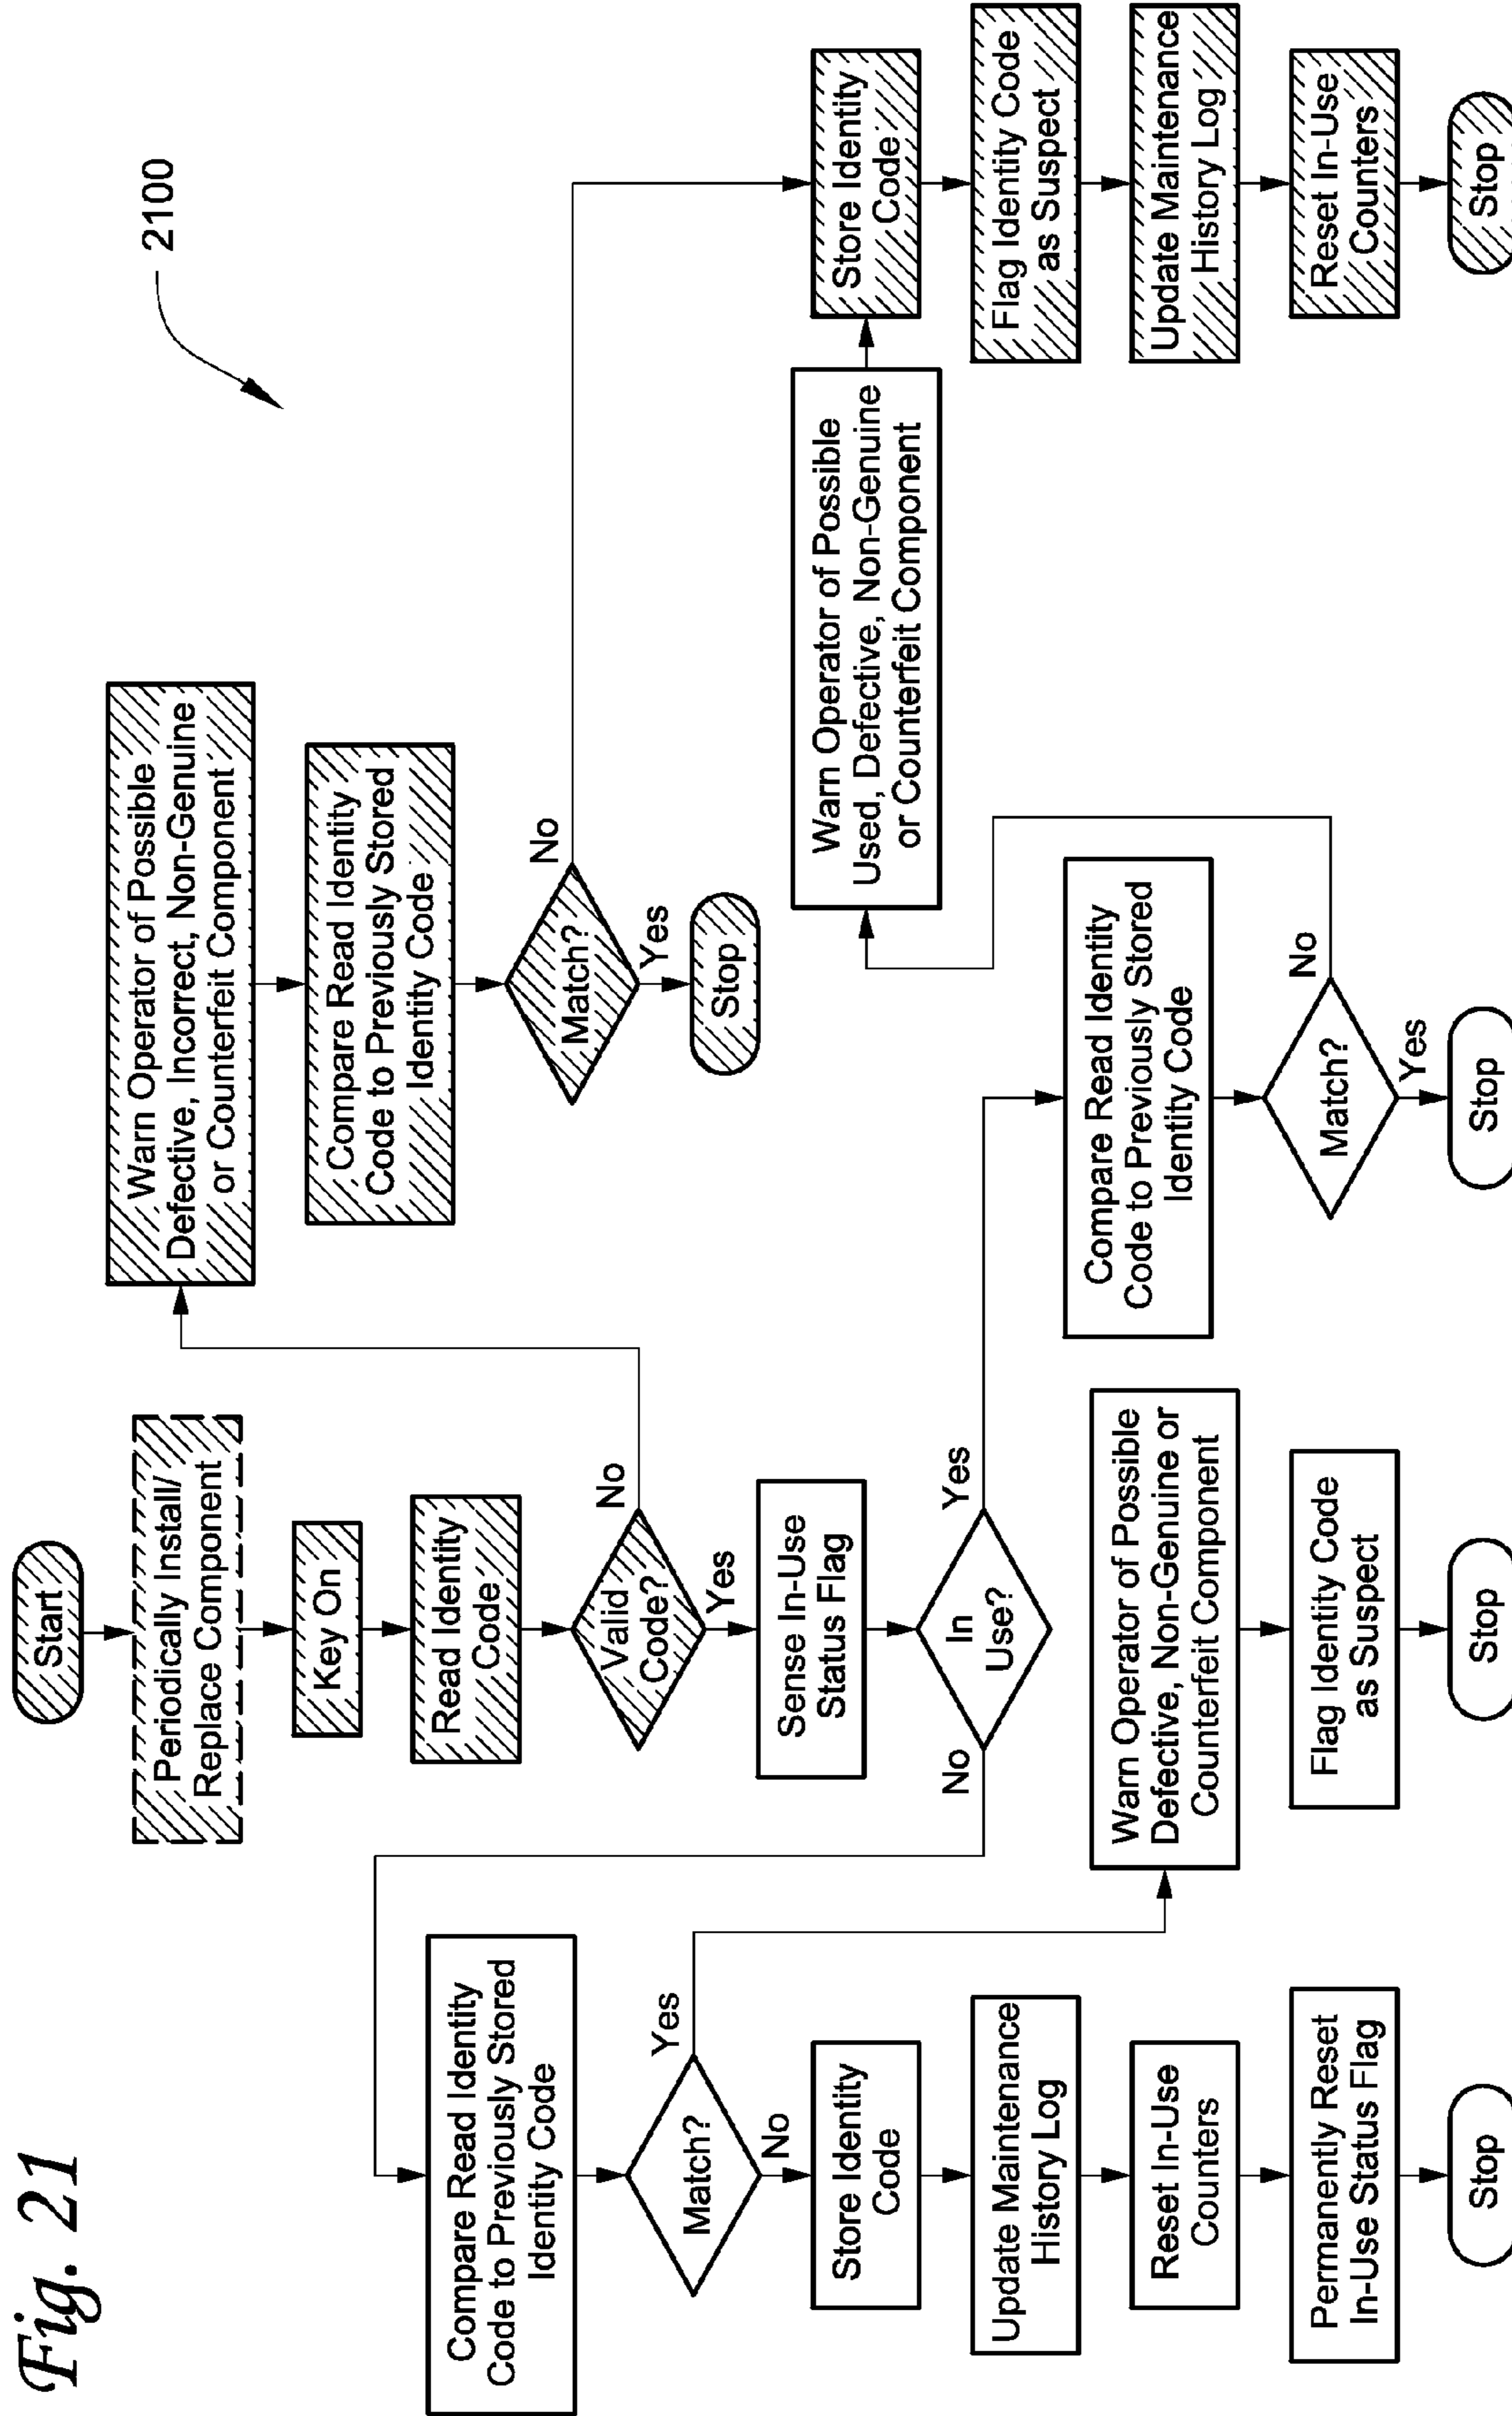 Fig. 21
2100
Start
Periodically Install/
Replace Component
Key On
Read Identity
Code
Valid
Code?
No
Yes
Warn Operator of Possible
Defective, Incorrect, Non-Genuine
or Counterfeit Component
Compare Read Identity
Code to Previously Stored
Identity Code
Match?
No
Yes
Stop
Sense In-Use
Status Flag
In
Use?
No
Yes
Compare Read Identity
Code to Previously Stored
Identity Code
Match?
Yes
No
Store Identity
Code
Update Maintenance
History Log
Reset In-Use
Counters
Permanently Reset
In-Use Status Flag
Stop
Warn Operator of Possible
Defective, Non-Genuine or
Counterfeit Component
Flag Identity Code
as Suspect
Stop
Compare Read Identity
Code to Previously Stored
Identity Code
Match?
No
Yes
Stop
Warn Operator of Possible
Used, Defective, Non-Genuine
or Counterfeit Component
Store Identity
Code
Flag Identity Code
as Suspect
Update Maintenance
History Log
Reset In-Use
Counters
Stop